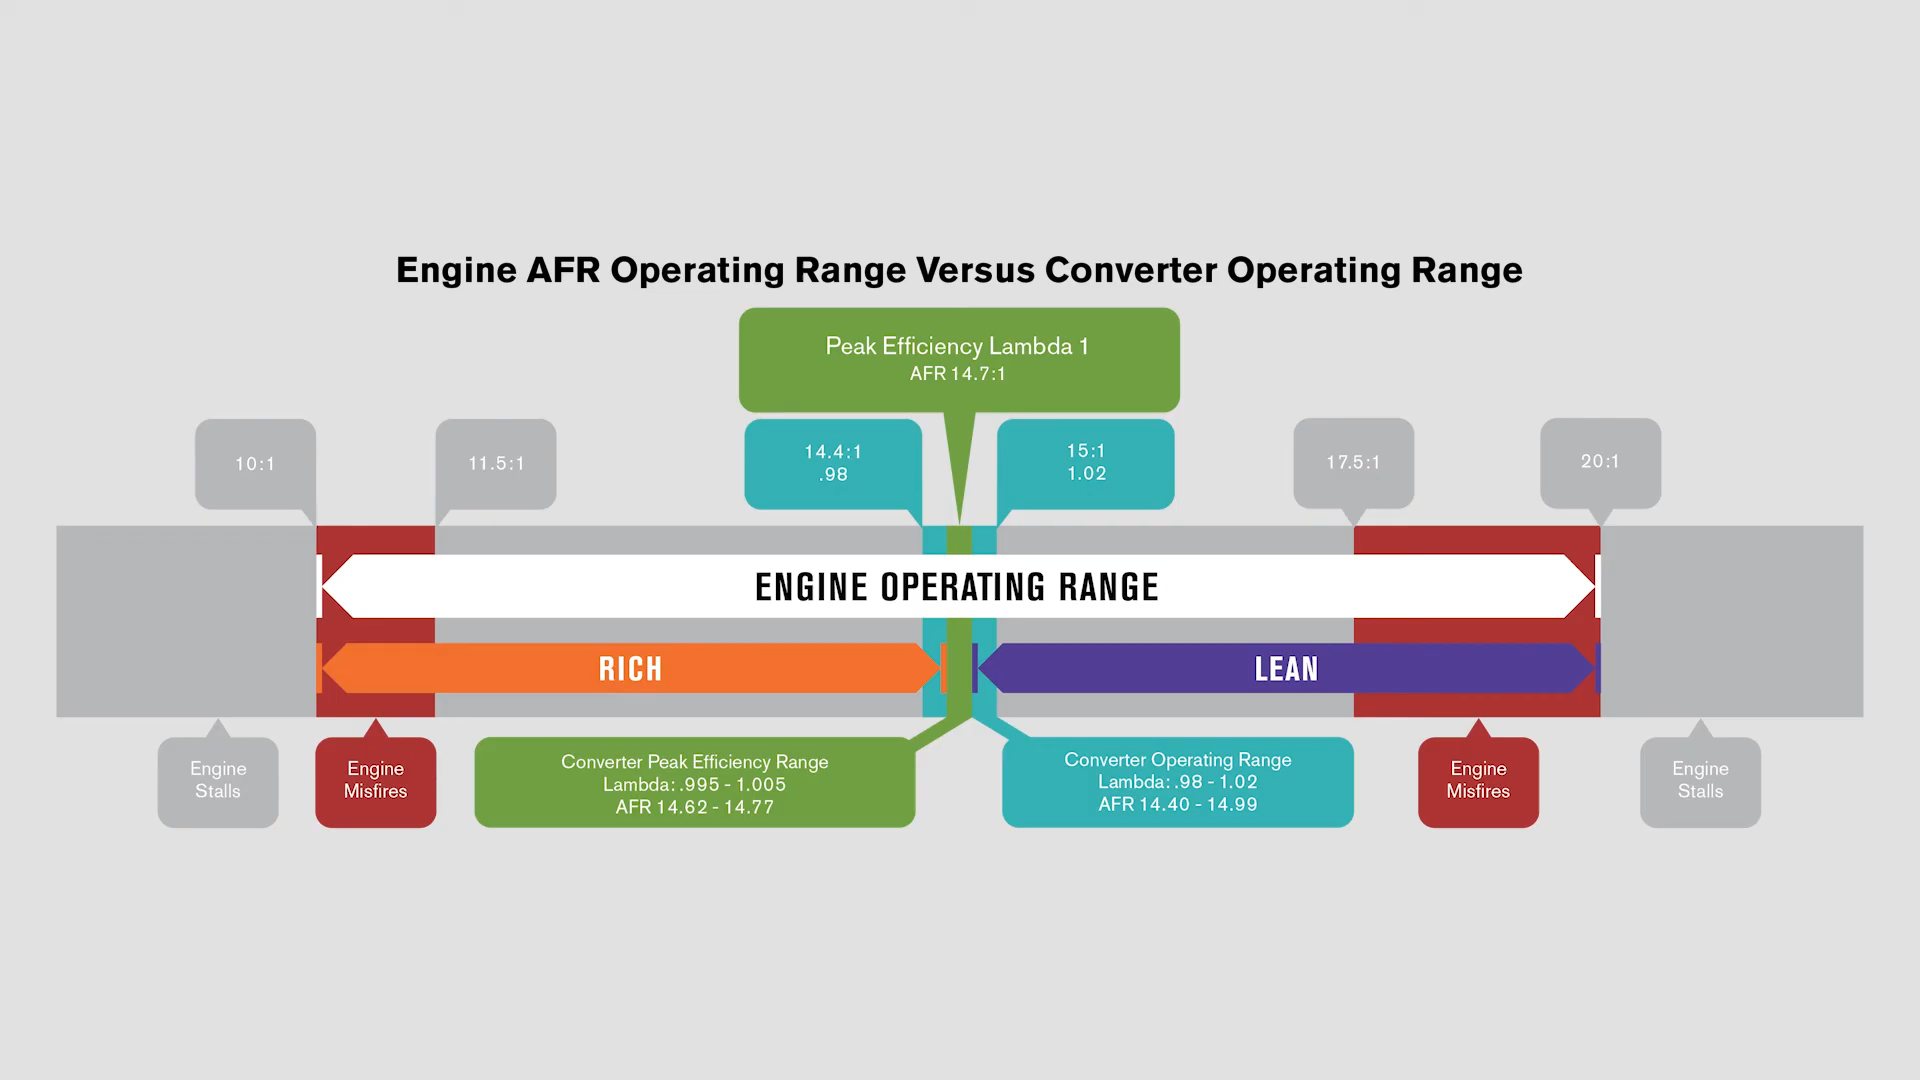 Engine AFR Operating Range Versus Converter Operating Range
Peak Efficiency Lambda 1
AFR 14.7:1
10:1
11.5:1
14.4:1
.98
15:1
1.02
17.5:1
20:1
ENGINE OPERATING RANGE
RICH
LEAN
Engine
Stalls
Engine
Misfires
Converter Peak Efficiency Range
Lambda: .995 - 1.005
AFR 14.62 - 14.77
Converter Operating Range
Lambda: .98 - 1.02
AFR 14.40 - 14.99
Engine
Misfires
Engine
Stalls